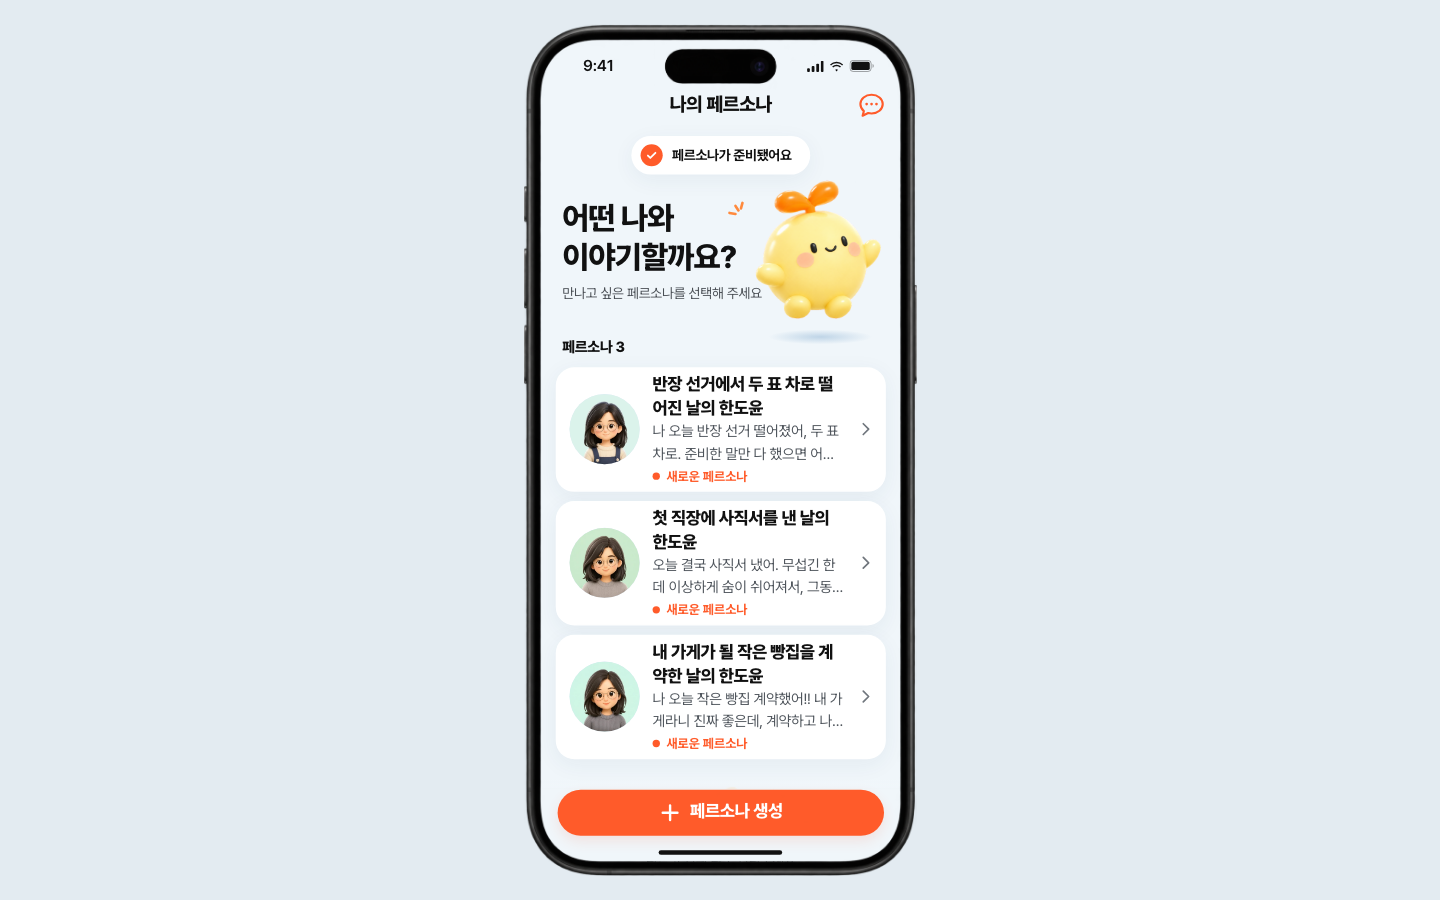 9:41
나의 페르소나
페르소나가 준비됐어요
어떤 나와
이야기할까요?
만나고 싶은 페르소나를 선택해 주세요
페르소나 3
반장 선거에서 두 표 차로 떨
어진 날의 한도윤
나 오늘 반장 선거 떨어졌어, 두 표
차로. 준비한 말만 다 했으면 어...
새로운 페르소나
첫 직장에 사직서를 낸 날의
한도윤
오늘 결국 사직서 냈어. 무섭긴 한
데 이상하게 숨이 쉬어져서, 그동...
새로운 페르소나
내 가게가 될 작은 빵집을 계
약한 날의 한도윤
나 오늘 작은 빵집 계약했어!! 내 가
게라니 진짜 좋은데, 계약하고 나...
새로운 페르소나
페르소나 생성